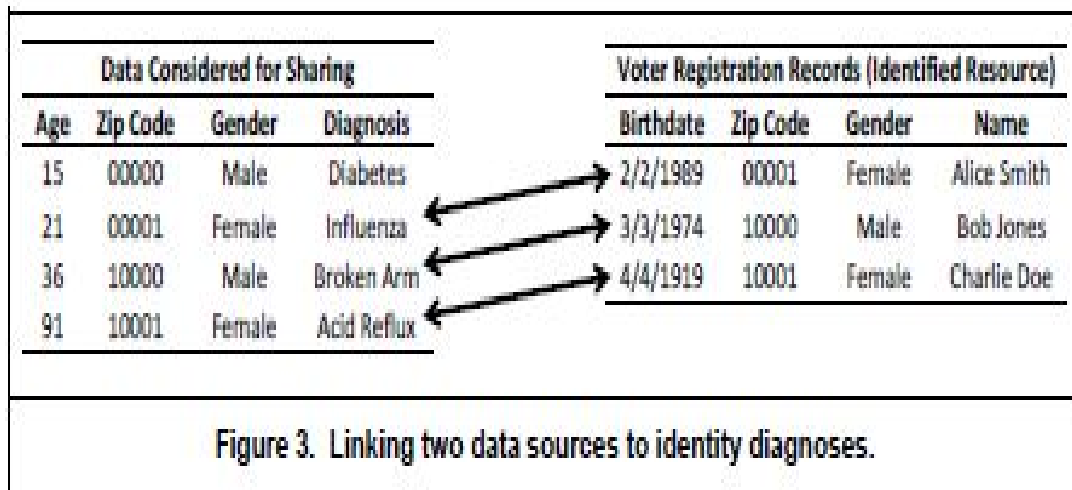 Data Considered for Sharing
Age Zip Code Gender Diagnosis
15 00000 Male Diabetes
21 00001 Female Influenza
36 10000 Male Broken Arm
91 10001 Female Acid Reflux
Voter Registration Records (Identified Resource)
Birthdate Zip Code Gender Name
2/2/1989 00001 Female Alice Smith
3/3/1974 10000 Male Bob Jones
4/4/1919 10001 Female Charlie Doe
Figure 3. Linking two data sources to identity diagnoses.